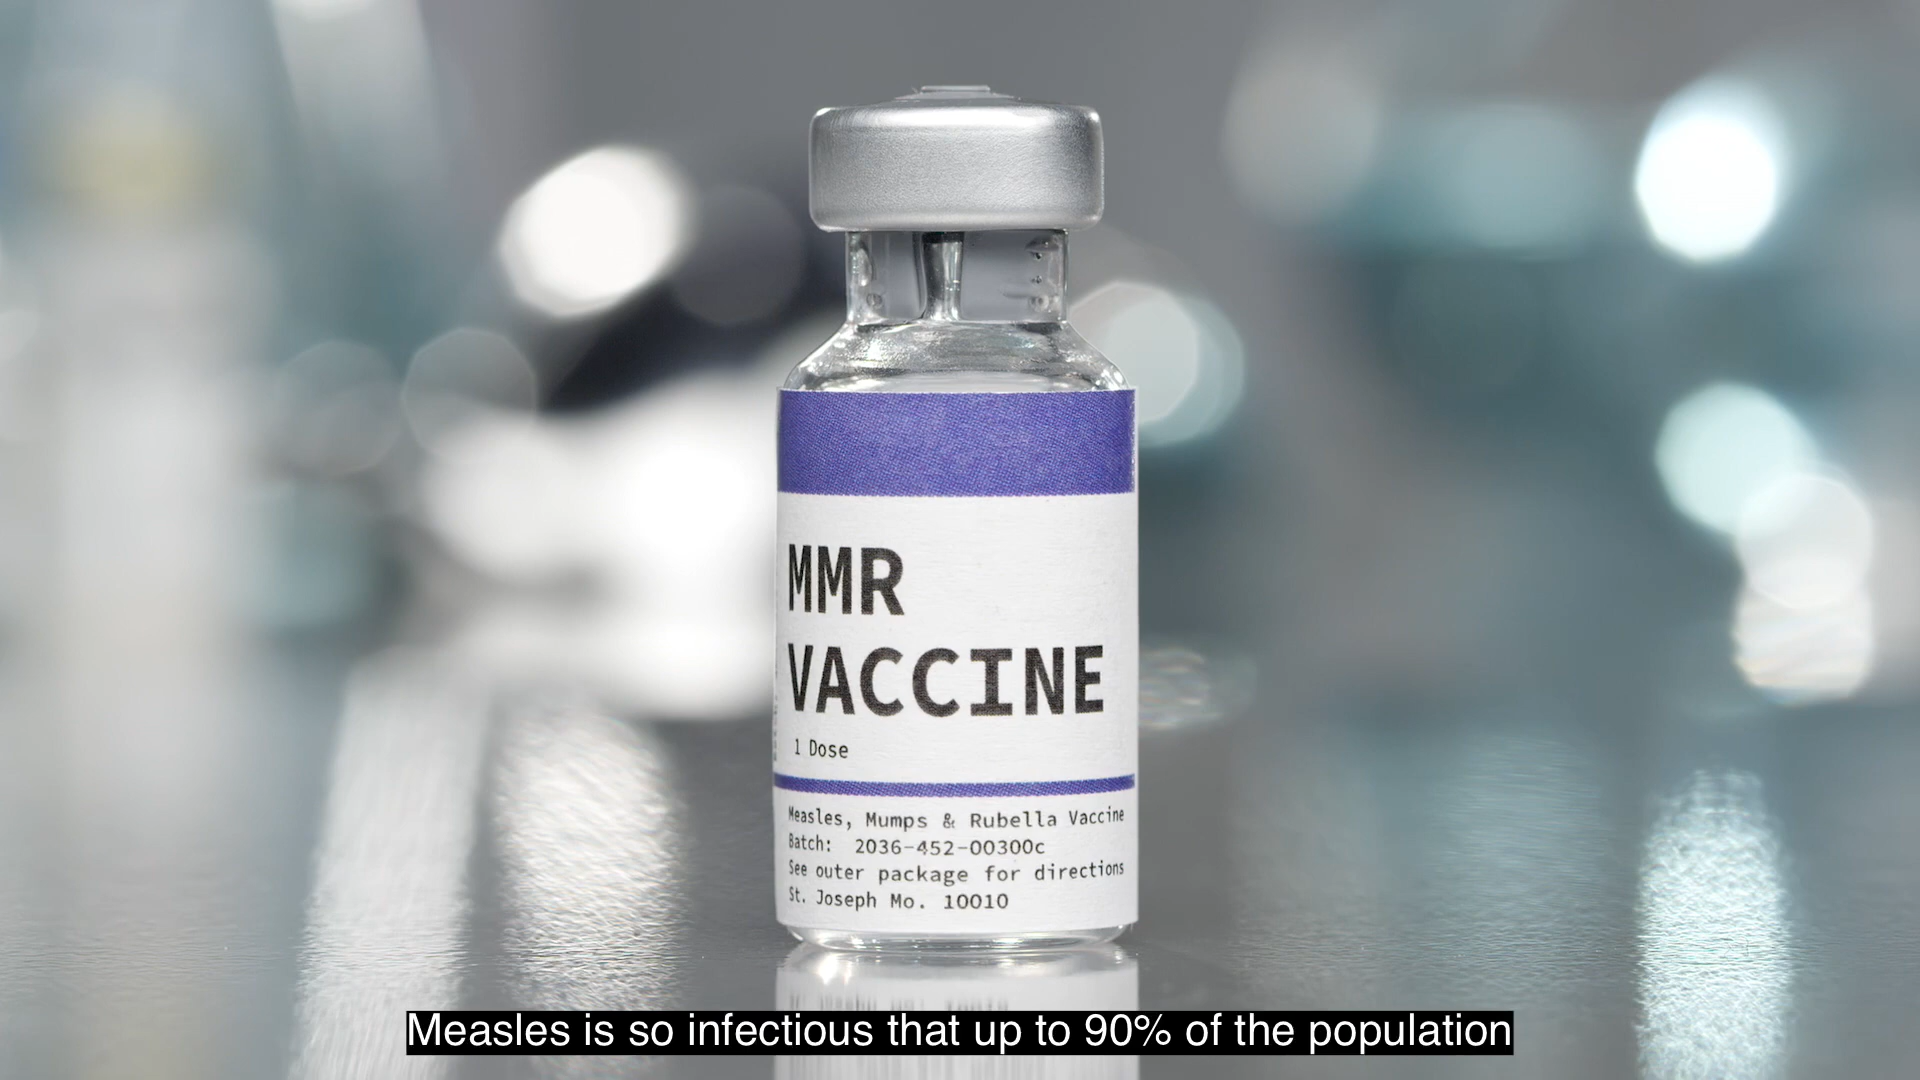 MMR
VACCINE
1 Dose
Measles, Mumps & Rubella Vaccine
Batch: 2036-452-00300c
See outer package for directions
St. Joseph Mo. 10010
Measles is so infectious that up to 90% of the population